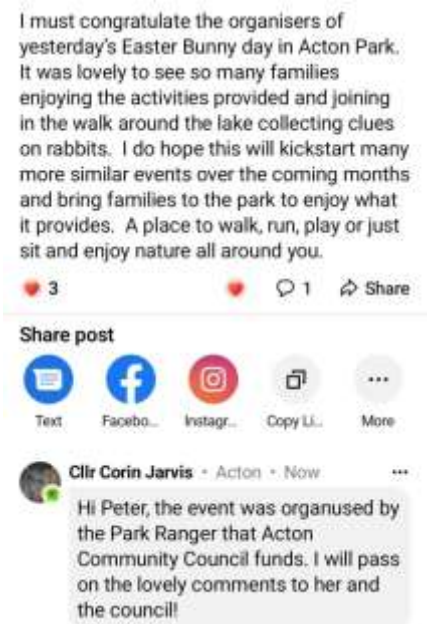 I must congratulate the organisers of
yesterday's Easter Bunny day in Acton Park.
It was lovely to see so many families
enjoying the activities provided and joining
in the walk around the lake collecting clues
on rabbits. I do hope this will kickstart many
more similar events over the coming months
and bring families to the park to enjoy what
it provides. A place to walk, run, play or just
sit and enjoy nature all around you.
3 1 Share
Share post
Text Facebo... Instagr... Copy Li... More
Cllr Corin Jarvis • Acton • Now
Hi Peter, the event was organused by
the Park Ranger that Acton
Community Council funds. I will pass
on the lovely comments to her and
the council!